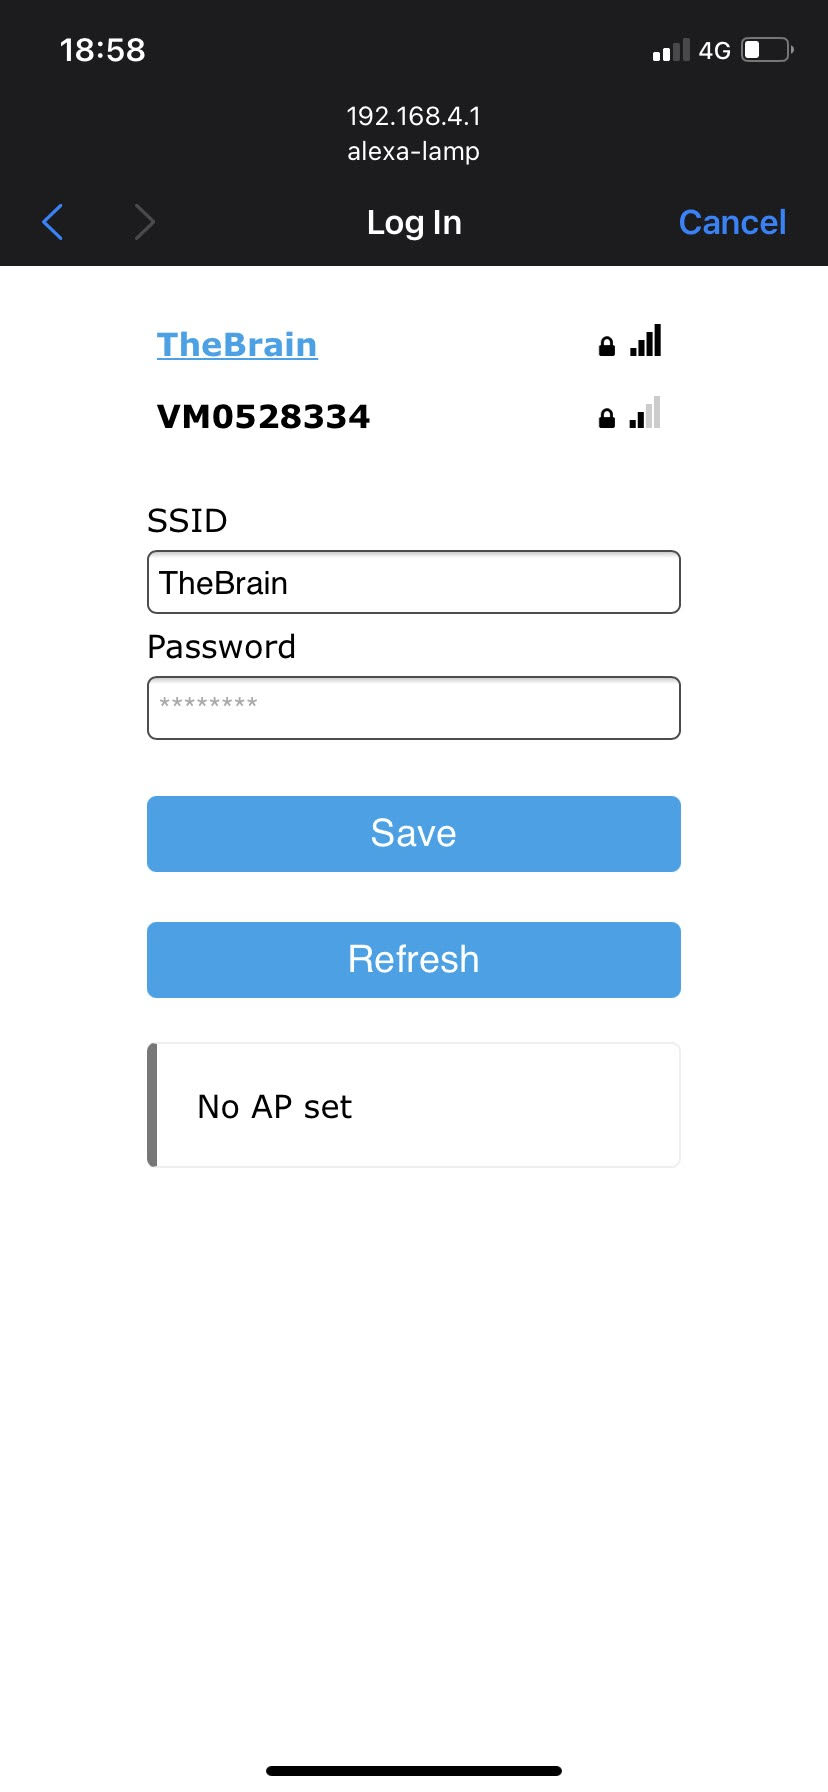 18:58 4G
192.168.4.1
alexa-lamp
Log In Cancel
TheBrain
VM0528334
SSID
TheBrain
Password
********
Save
Refresh
No AP set